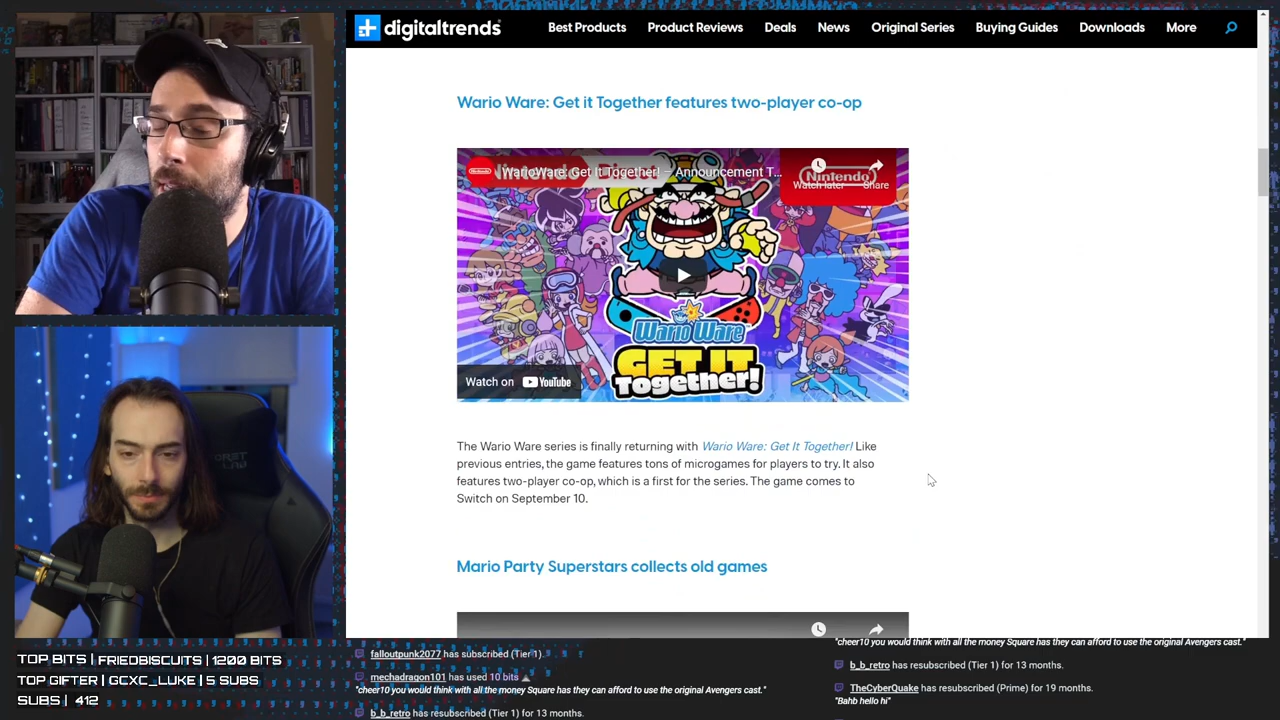 digitaltrends
Best Products
Product Reviews
Deals
News
Original Series
Buying Guides
Downloads
More
Wario Ware: Get it Together features two-player co-op
WarioWare: Get It Together! – Announcement T...
Nintendo
Watch later
Share
Wario Ware
GET IT
Together!
Watch on YouTube
The Wario Ware series is finally returning with Wario Ware: Get It Together! Like
previous entries, the game features tons of microgames for players to try. It also
features two-player co-op, which is a first for the series. The game comes to
Switch on September 10.
Mario Party Superstars collects old games
TOP BITS | FRIEDBISCUITS | 1200 BITS
TOP GIFTER | GCXC_LUKE | 5 SUBS
SUBS | 412
falloutpunk2077 has subscribed (Tier 1).
mechadragon101 has used 10 bits
"cheer10 you would think with all the money Square has they can afford to use the original Avengers cast."
b_b_retro has resubscribed (Tier 1) for 13 months.
"cheer10 you would think with all the money Square has they can afford to use the original Avengers cast."
b_b_retro has resubscribed (Tier 1) for 13 months.
TheCyberQuake has resubscribed (Prime) for 19 months.
"Bahb hello hi"